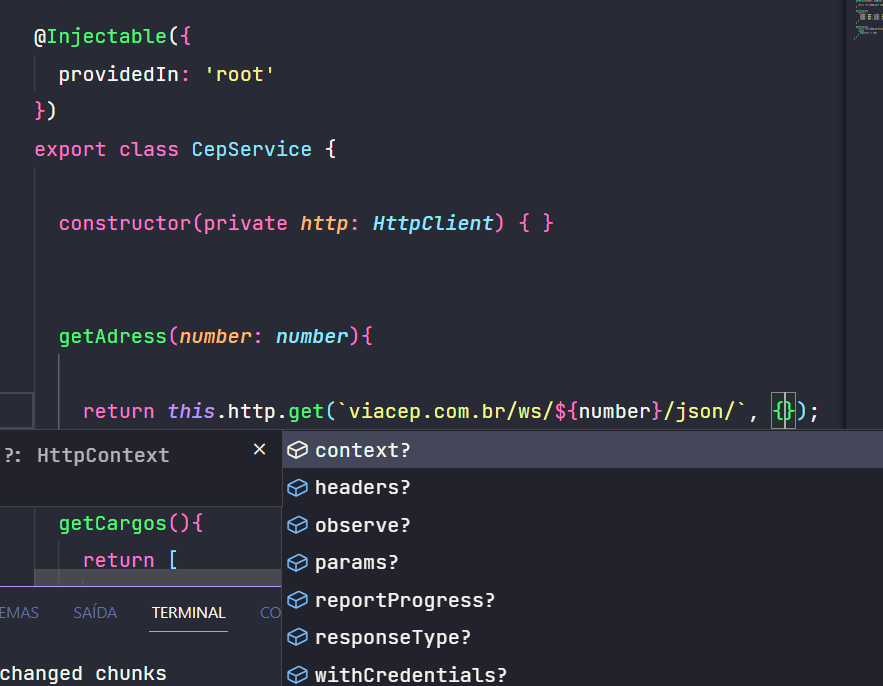 @Injectable({
providedIn: 'root'
})
export class CepService {
constructor(private http: HttpClient) { }
getAdress(number: number){
return this.http.get(`viacep.com.br/ws/${number}/json/`, {});
?: HttpContext ×
context?
headers?
observe?
params?
reportProgress?
responseType?
withCredentials?
getCargos(){
return [
EMAS SAÍDA TERMINAL CO
changed chunks